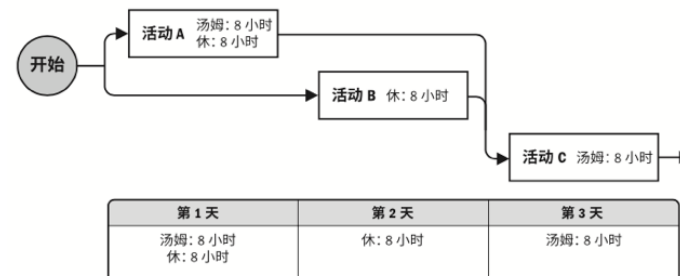 开始
活动 A
汤姆：8 小时
休：8 小时
活动 B 休：8 小时
活动 C 汤姆：8 小时
第 1 天 第 2 天 第 3 天
汤姆：8 小时 休：8 小时 汤姆：8 小时
休：8 小时